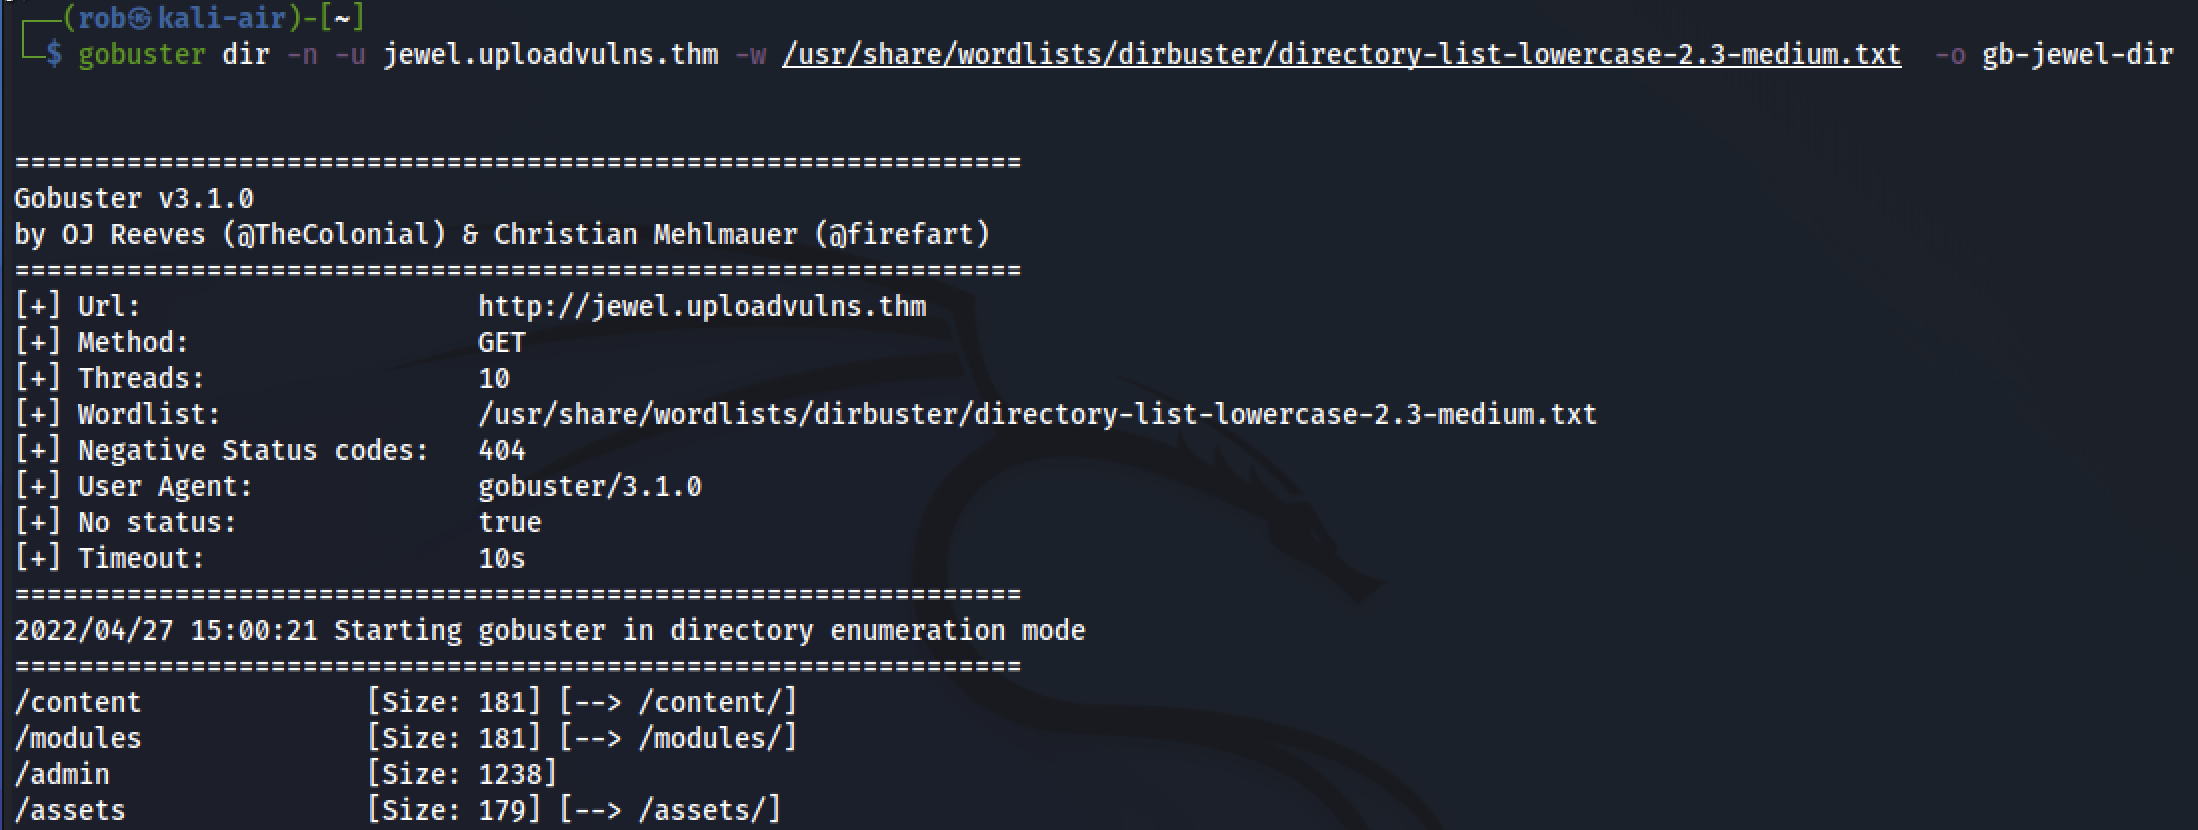 (rob㉿kali-air)-[~]
$ gobuster dir -n -u jewel.uploadvulns.thm -w /usr/share/wordlists/dirbuster/directory-list-lowercase-2.3-medium.txt  -o gb-jewel-dir
===============================================================
Gobuster v3.1.0
by OJ Reeves (@TheColonial) & Christian Mehlmauer (@firefart)
===============================================================
[+] Url:                     http://jewel.uploadvulns.thm
[+] Method:                  GET
[+] Threads:                 10
[+] Wordlist:                /usr/share/wordlists/dirbuster/directory-list-lowercase-2.3-medium.txt
[+] Negative Status codes:   404
[+] User Agent:              gobuster/3.1.0
[+] No status:               true
[+] Timeout:                 10s
===============================================================
2022/04/27 15:00:21 Starting gobuster in directory enumeration mode
===============================================================
/content              [Size: 181] [--> /content/]
/modules              [Size: 181] [--> /modules/]
/admin                [Size: 1238]
/assets               [Size: 179] [--> /assets/]